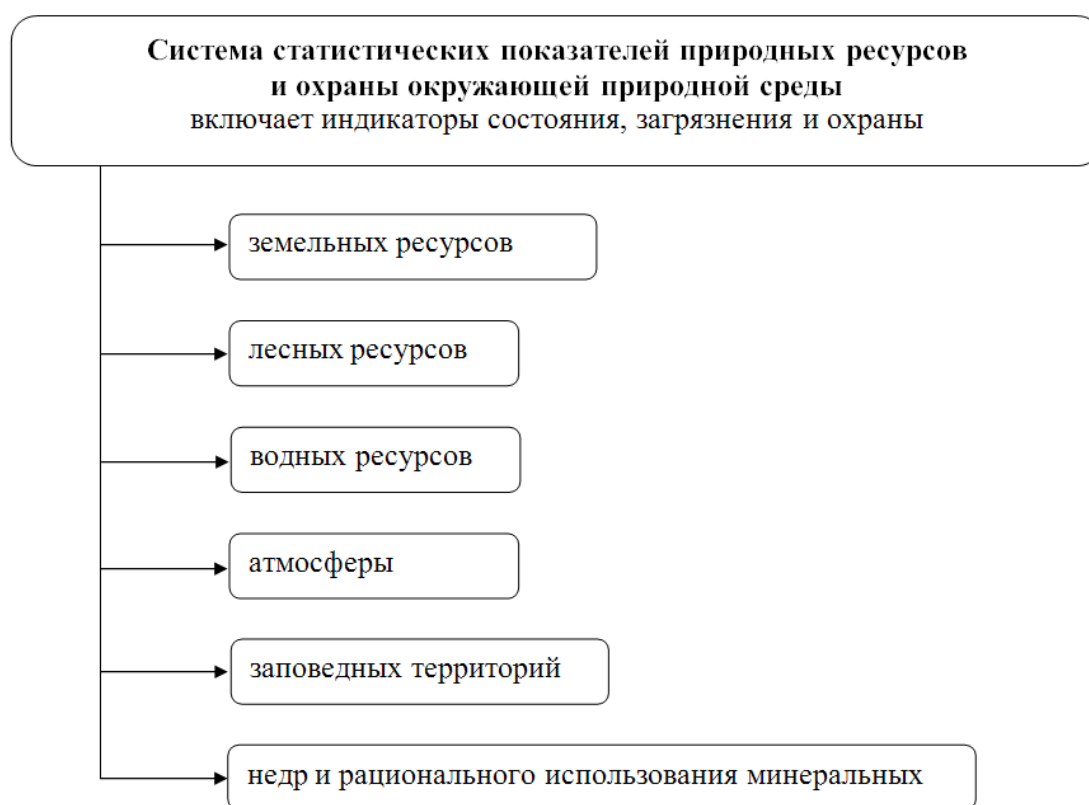 Система статистических показателей природных ресурсов
и охраны окружающей природной среды
включает индикаторы состояния, загрязнения и охраны
земельных ресурсов
лесных ресурсов
водных ресурсов
атмосферы
заповедных территорий
недр и рационального использования минеральных